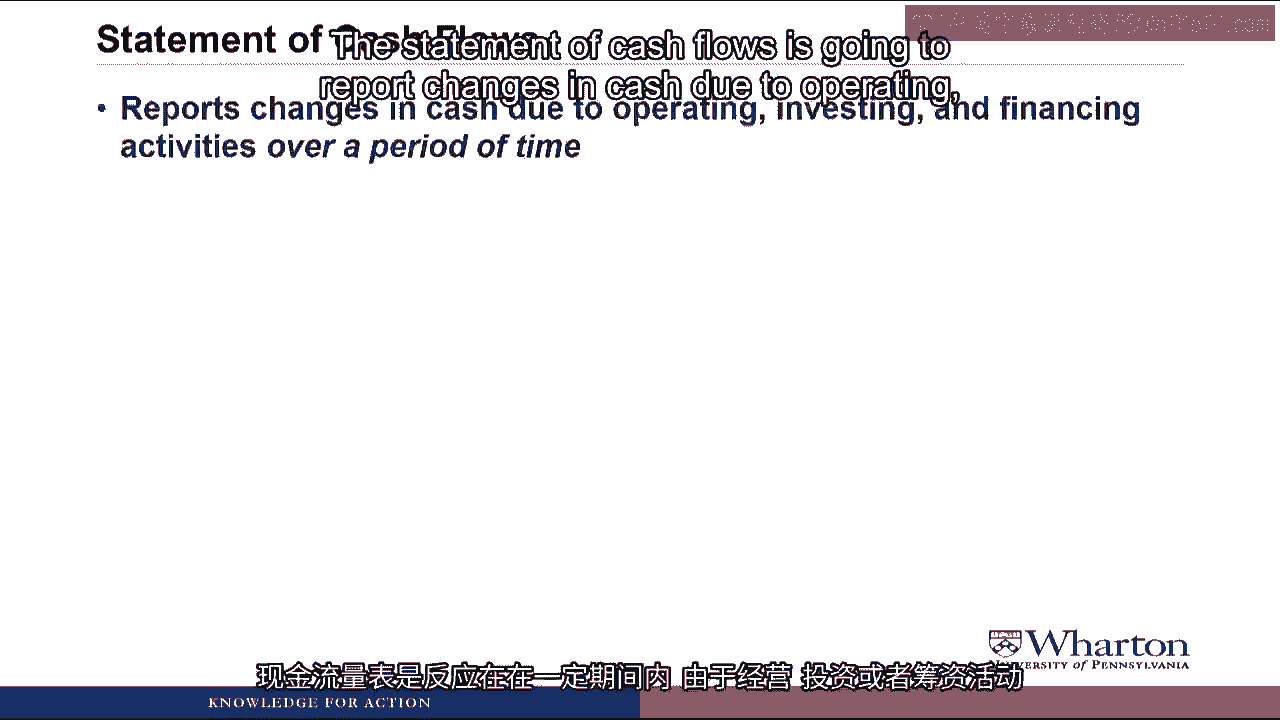 Statement of Cash Flows
The statement of cash flows is going to
report changes in cash due to operating,
• Reports changes in cash due to operating, investing, and financing
activities over a period of time
Wharton
UNIVERSITY of PENNSYLVANIA
现金流量表是反应在在一定期间内 由于经营 投资或者筹资活动
KNOWLEDGE FOR ACTION